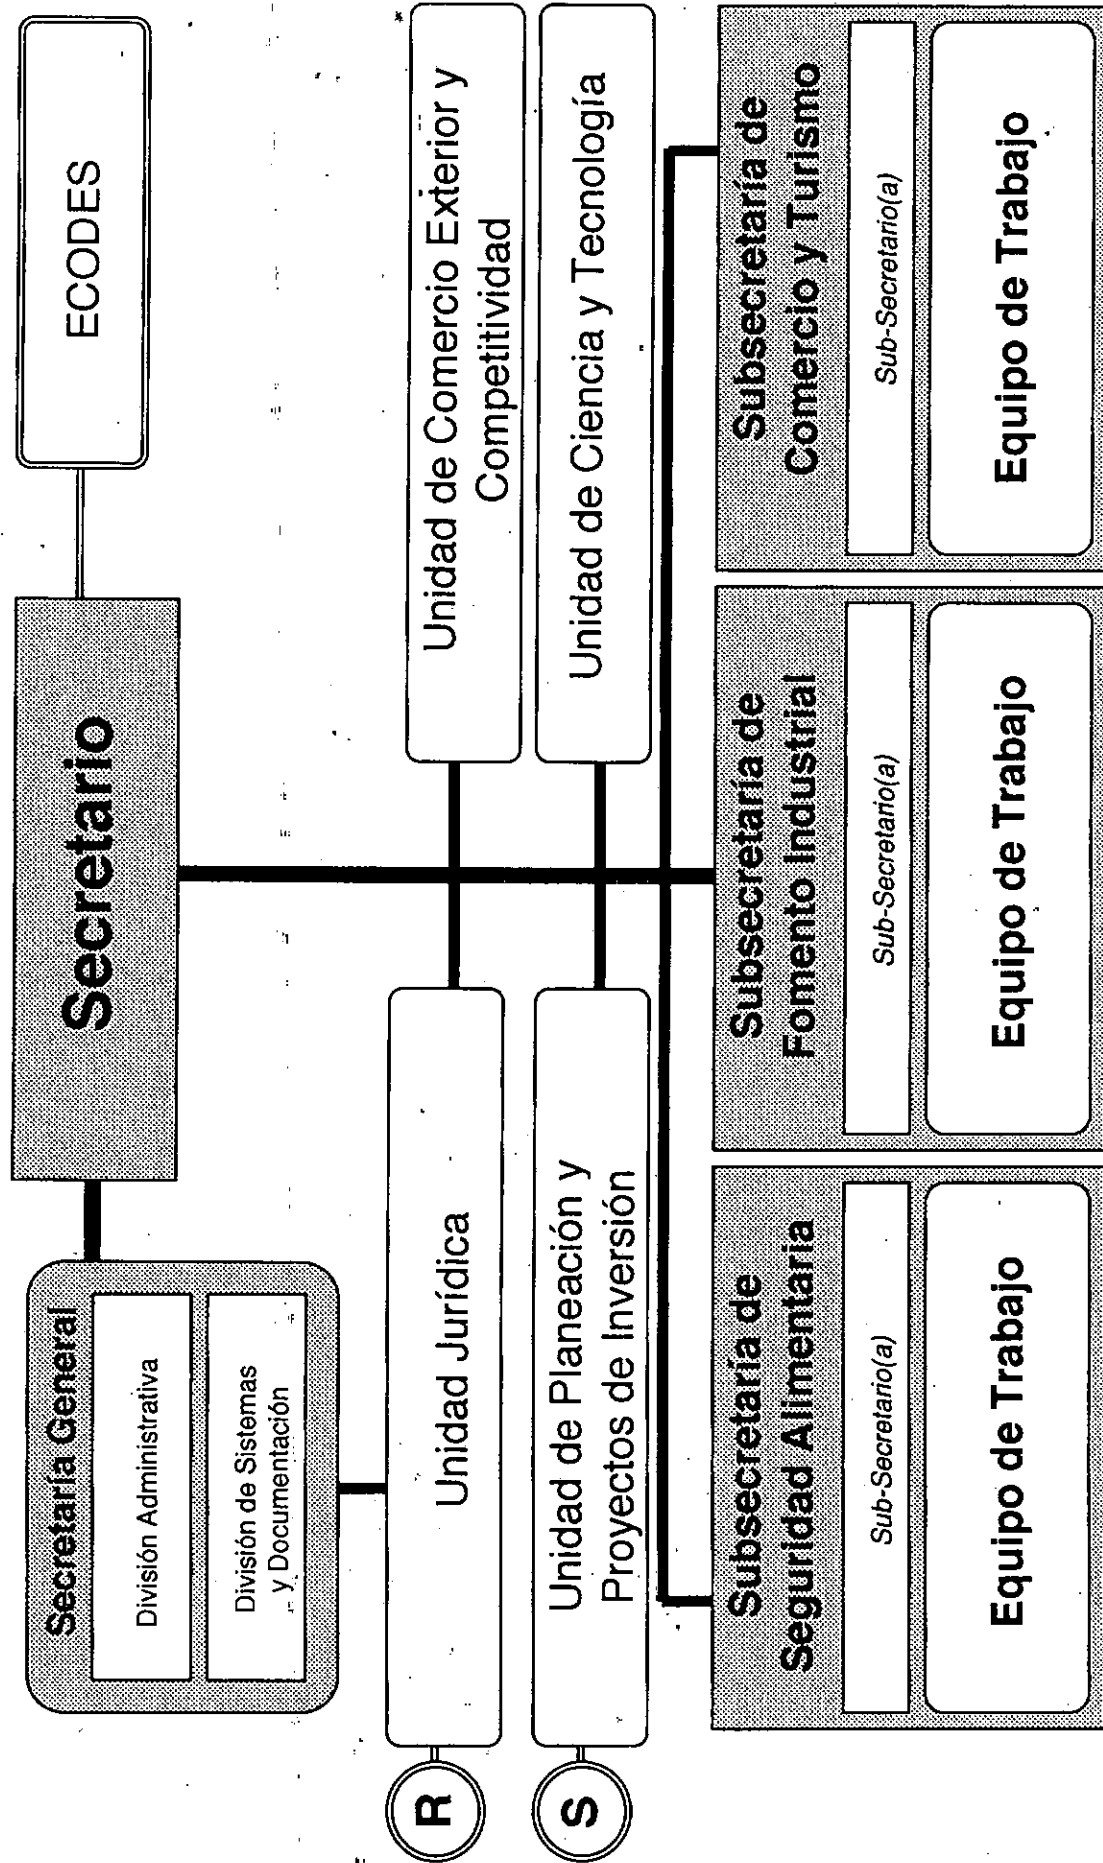 Secretario
ECODES
Secretaría General
División Administrativa
División de Sistemas
y Documentación
Unidad Jurídica
Unidad de Comercio Exterior y
Competitividad
Unidad de Planeación y
Proyectos de Inversión
Unidad de Ciencia y Tecnología
R
S
Subsecretaría de
Seguridad Alimentaria
Sub-Secretario(a)
Equipo de Trabajo
Subsecretaría de
Fomento Industrial
Sub-Secretario(a)
Equipo de Trabajo
Subsecretaría de
Comercio y Turismo
Sub-Secretario(a)
Equipo de Trabajo